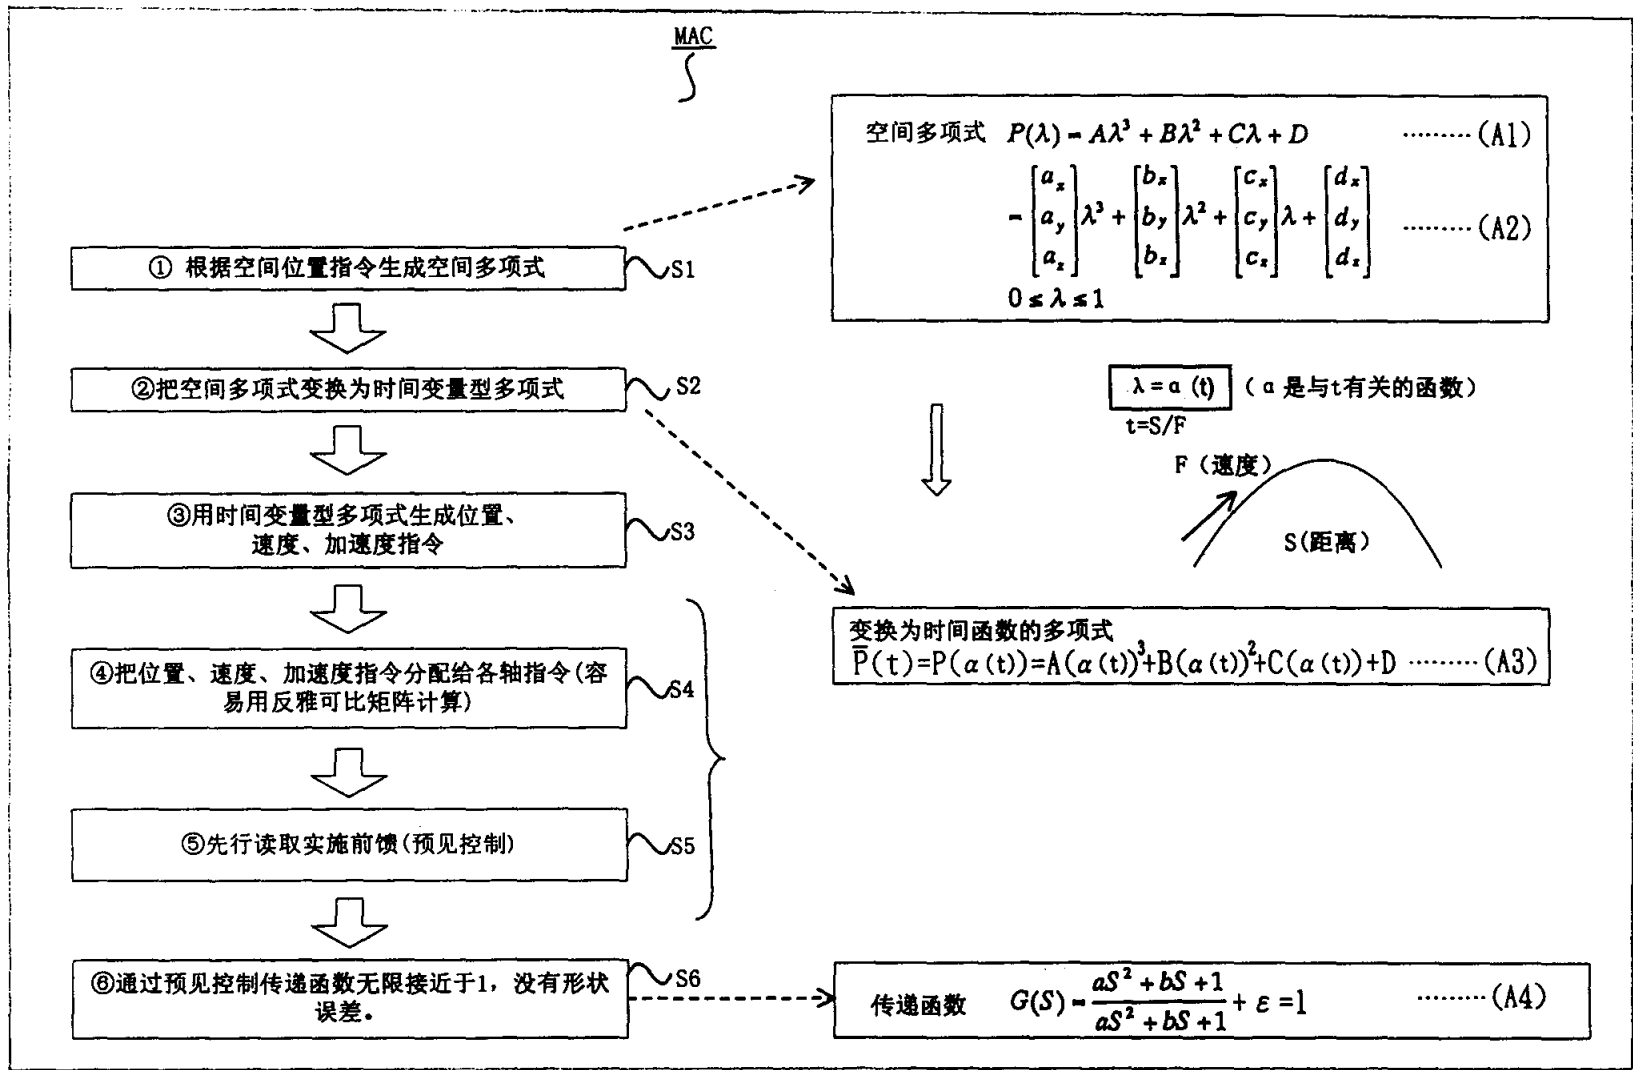 MAC
空间多项式 P(λ) = Aλ³ + Bλ² + Cλ + D ………(A1)
= [a_x a_y a_z] λ³ + [b_x b_y b_z] λ² + [c_x c_y c_z] λ + [d_x d_y d_z] ………(A2)
0 ≤ λ ≤ 1
① 根据空间位置指令生成空间多项式 S1
②把空间多项式变换为时间变量型多项式 S2
λ=α (t) (α是与t有关的函数)
t=S/F
F(速度)
S(距离)
③用时间变量型多项式生成位置、
速度、加速度指令 S3
变换为时间函数的多项式
P̅(t)=P(α(t))=A(α(t))³+B(α(t))²+C(α(t))+D ………(A3)
④把位置、速度、加速度指令分配给各轴指令(容
易用反雅可比矩阵计算) S4
⑤先行读取实施前馈(预见控制) S5
⑥通过预见控制传递函数无限接近于1，没有形状
误差。 S6
传递函数 G(S) = (aS² + bS + 1)/(aS² + bS + 1) + ε = 1 ………(A4)